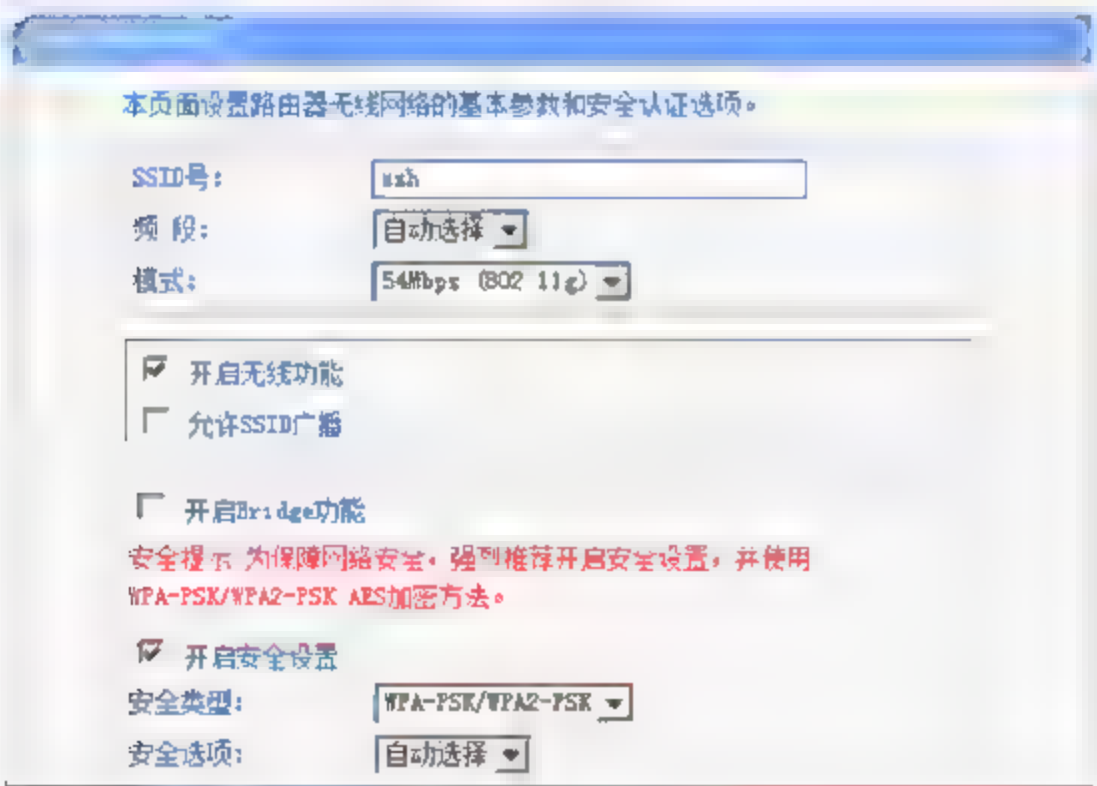 本页面设置路由器无线网络的基本参数和安全认证选项。
SSID号:
频 段: 自动选择
模式: 54Mbps (802 11g)
开启无线功能
允许SSID广播
开启Bridge功能
安全提示 为保障网络安全,强烈推荐开启安全设置,并使用
WPA-PSK/WPA2-PSK AES加密方法。
开启安全设置
安全类型: WPA-PSK/WPA2-PSK
安全选项: 自动选择